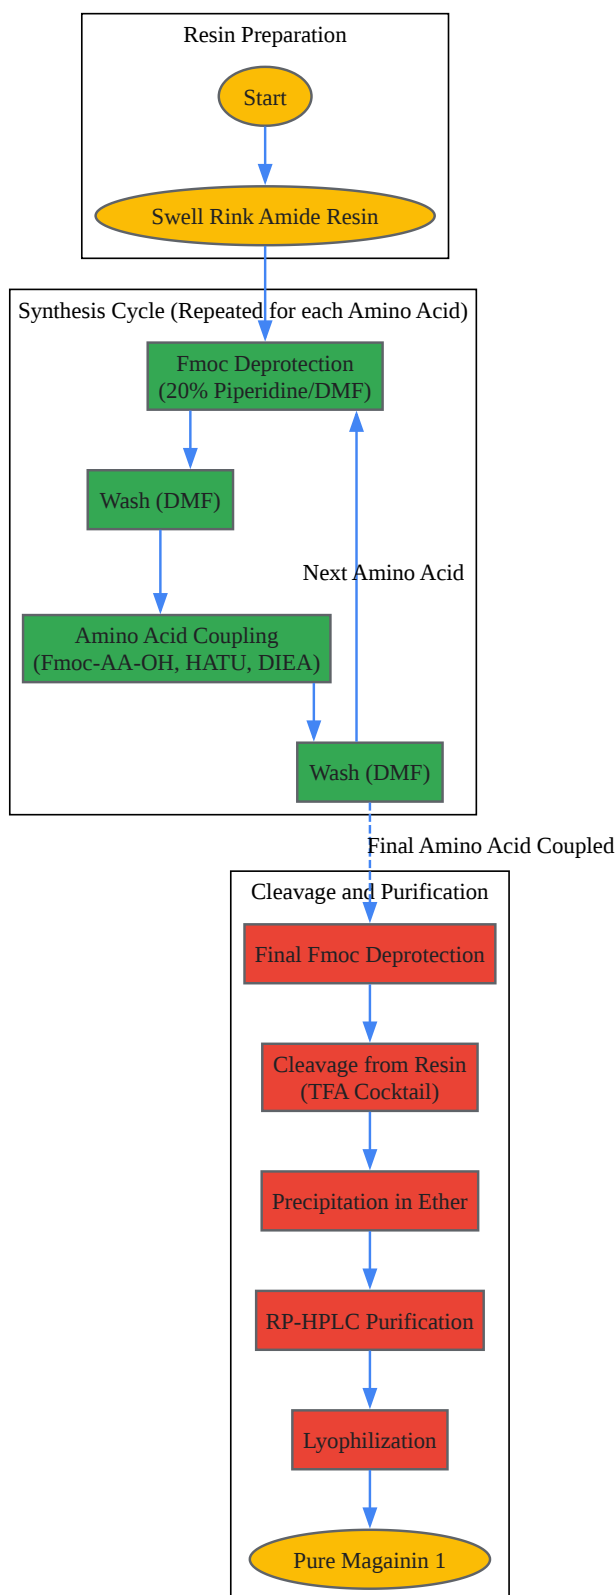 Resin Preparation
Start
Swell Rink Amide Resin
Synthesis Cycle (Repeated for each Amino Acid)
Fmoc Deprotection
(20% Piperidine/DMF)
Wash (DMF)
Next Amino Acid
Amino Acid Coupling
(Fmoc-AA-OH, HATU, DIEA)
Wash (DMF)
Final Amino Acid Coupled
Cleavage and Purification
Final Fmoc Deprotection
Cleavage from Resin
(TFA Cocktail)
Precipitation in Ether
RP-HPLC Purification
Lyophilization
Pure Magainin 1